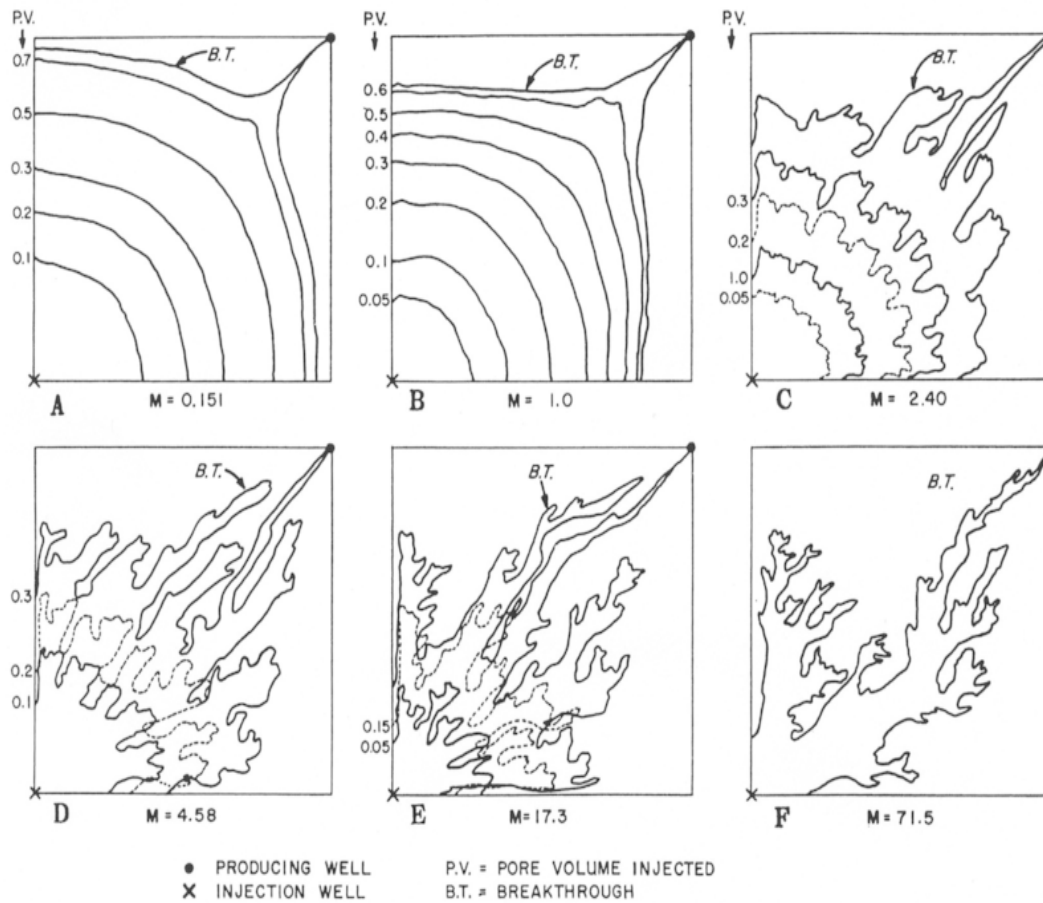 P.V.
0.7
0.5
0.3
0.2
0.1
B.T.
A
M = 0.151
P.V.
0.6
0.5
0.4
0.3
0.2
0.1
0.05
B.T.
B
M = 1.0
P.V.
0.3
0.2
1.0
0.05
B.T.
C
M = 2.40
0.3
0.2
0.1
B.T.
D
M = 4.58
0.15
0.05
B.T.
E
M = 17.3
B.T.
F
M = 71.5
PRODUCING WELL
INJECTION WELL
P.V. = PORE VOLUME INJECTED
B.T. = BREAKTHROUGH